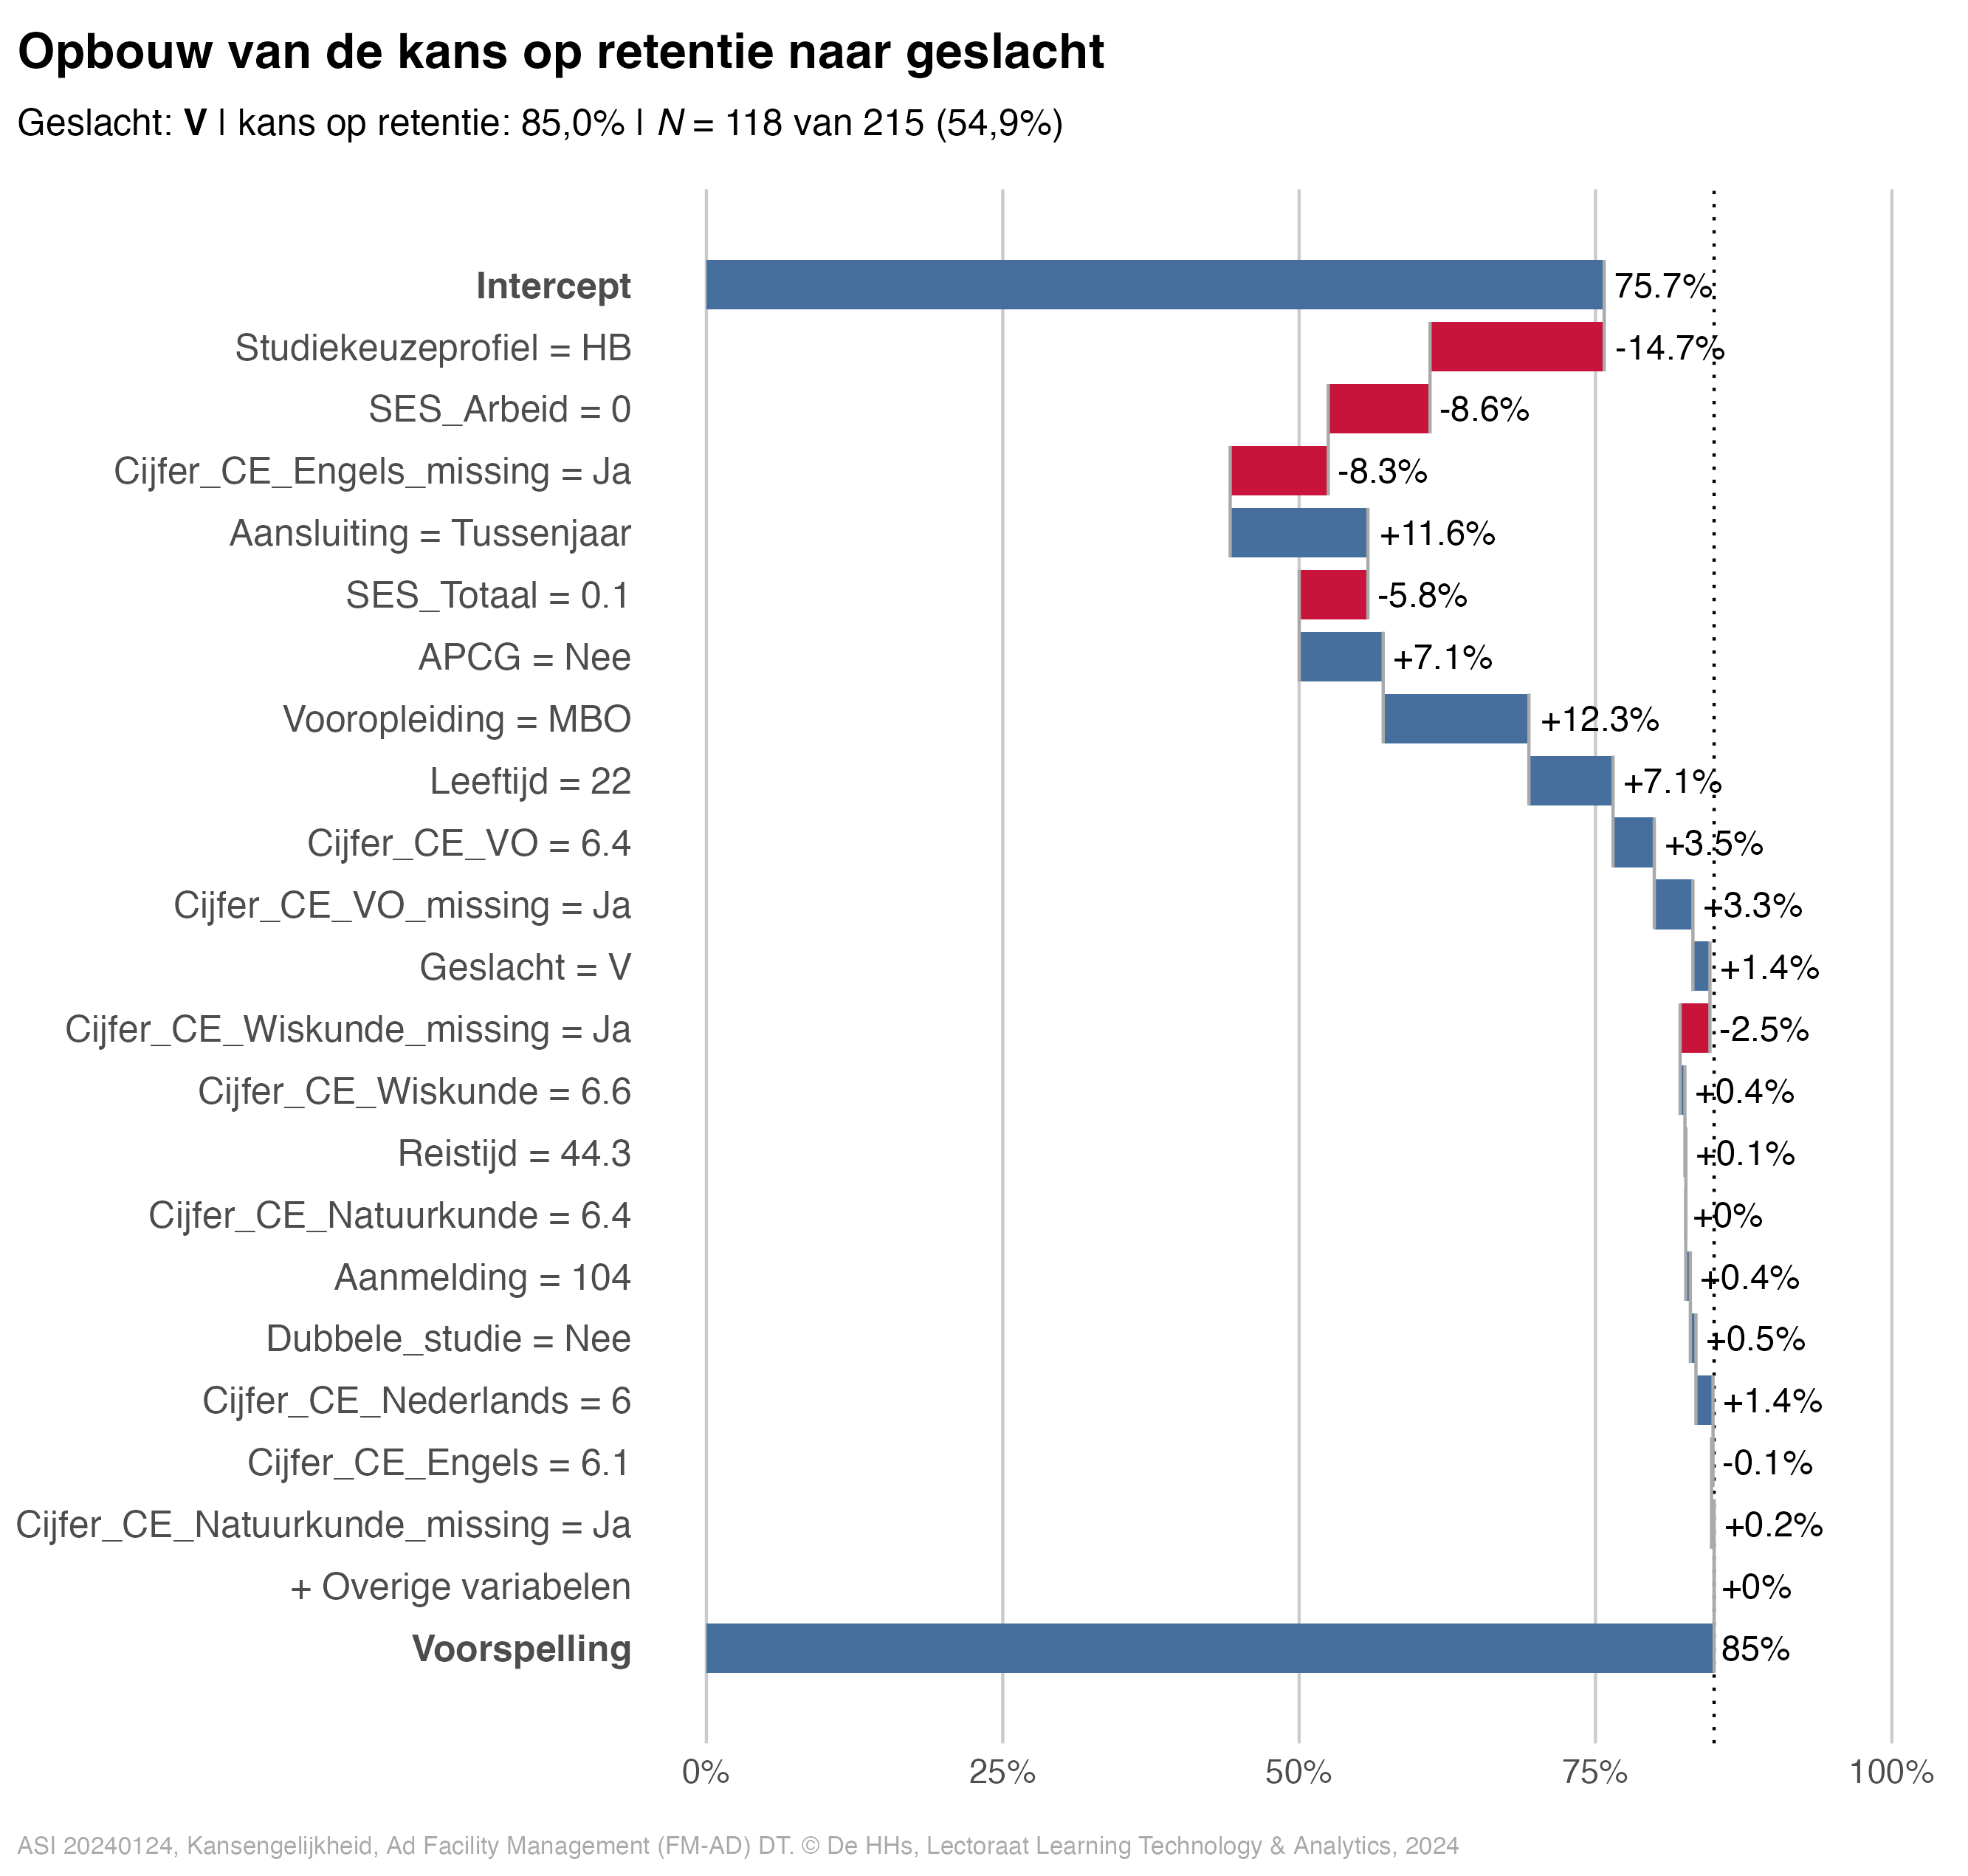 Opbouw van de kans op retentie naar geslacht
Geslacht: V | kans op retentie: 85,0% | N = 118 van 215 (54,9%)
Intercept 75.7%
Studiekeuzeprofiel = HB -14.7%
SES_Arbeid = 0 -8.6%
Cijfer_CE_Engels_missing = Ja -8.3%
Aansluiting = Tussenjaar +11.6%
SES_Totaal = 0.1 -5.8%
APCG = Nee +7.1%
Vooropleiding = MBO +12.3%
Leeftijd = 22 +7.1%
Cijfer_CE_VO = 6.4 +3.5%
Cijfer_CE_VO_missing = Ja +3.3%
Geslacht = V +1.4%
Cijfer_CE_Wiskunde_missing = Ja -2.5%
Cijfer_CE_Wiskunde = 6.6 +0.4%
Reistijd = 44.3 +0.1%
Cijfer_CE_Natuurkunde = 6.4 +0%
Aanmelding = 104 +0.4%
Dubbele_studie = Nee +0.5%
Cijfer_CE_Nederlands = 6 +1.4%
Cijfer_CE_Engels = 6.1 -0.1%
Cijfer_CE_Natuurkunde_missing = Ja +0.2%
+ Overige variabelen +0%
Voorspelling 85%
0% 25% 50% 75% 100%
ASI 20240124, Kansengelijkheid, Ad Facility Management (FM-AD) DT. © De HHs, Lectoraat Learning Technology & Analytics, 2024